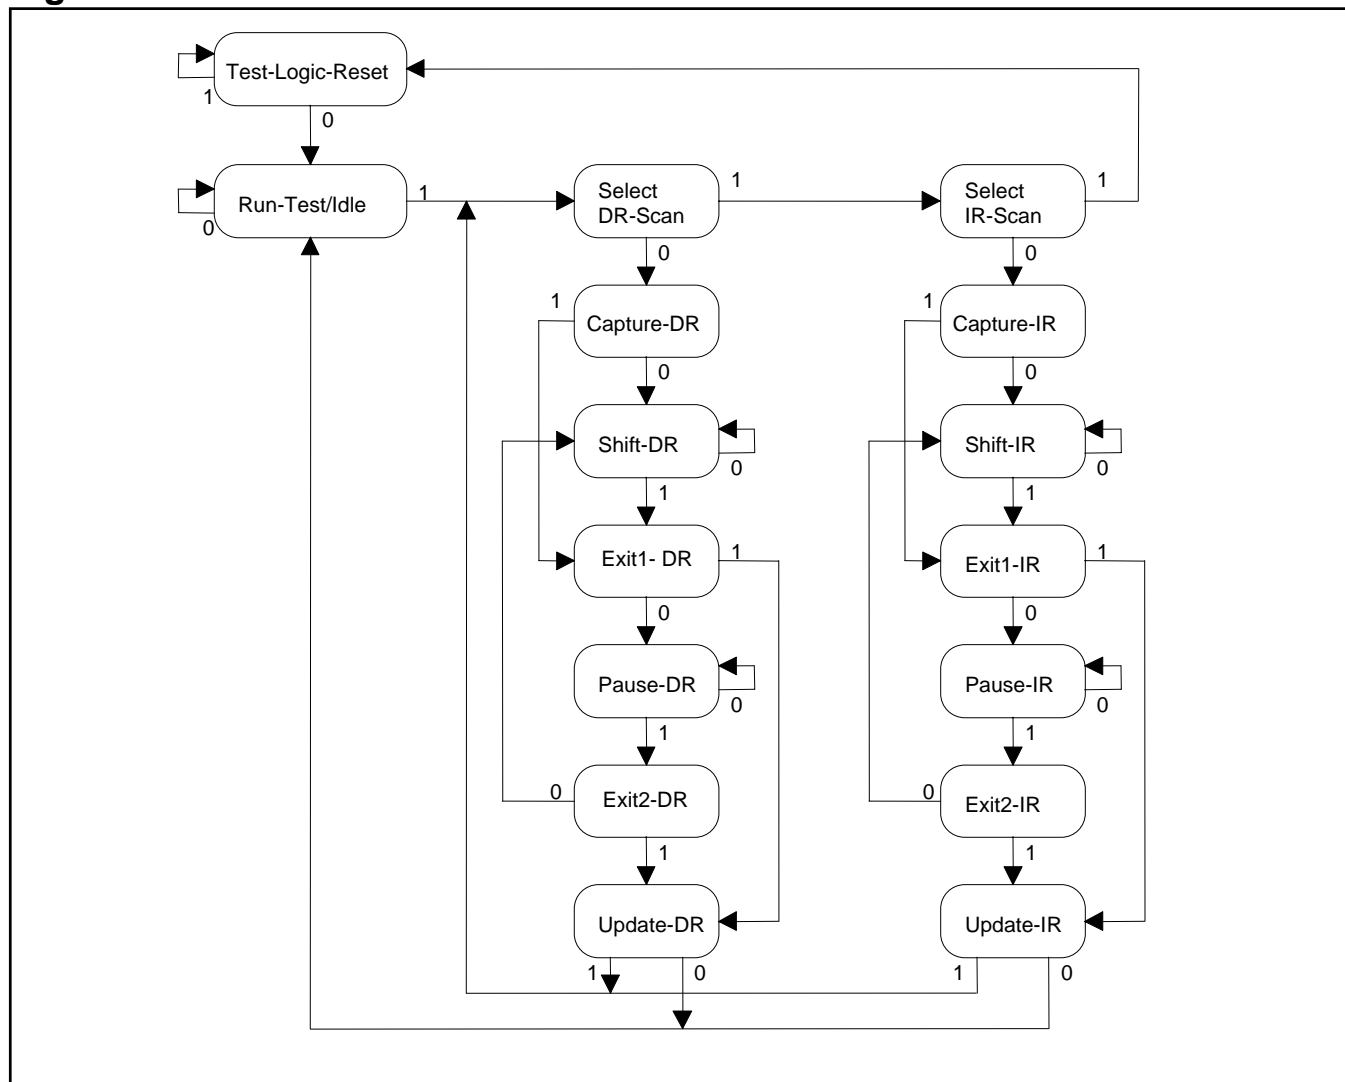 Test-Logic-Reset
1
0
Run-Test/Idle
1
0
Select
DR-Scan
1
0
Select
IR-Scan
1
0
1
Capture-DR
0
1
Capture-IR
0
Shift-DR
0
1
Shift-IR
0
1
Exit1- DR
1
0
Exit1-IR
1
0
Pause-DR
0
1
Pause-IR
0
1
0
Exit2-DR
1
0
Exit2-IR
1
Update-DR
1
0
Update-IR
1
0